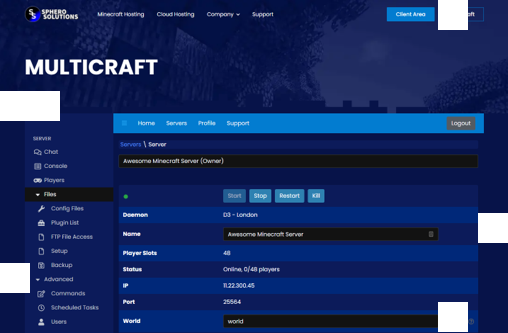 SPHERO
SOLUTIONS
Minecraft Hosting
Cloud Hosting
Company
Support
Client Area
MULTICRAFT
Home
Servers
Profile
Support
Logout
SERVER
Chat
Console
Players
Files
Config Files
Plugin List
FTP File Access
Setup
Backup
Advanced
Commands
Scheduled Tasks
Users
Servers \ Server
Awesome Minecraft Server (Owner)
Start
Stop
Restart
Kill
Daemon
D3 - London
Name
Awesome Minecraft Server
Player Slots
48
Status
Online, 0/48 players
IP
11.22.300.45
Port
25564
World
world